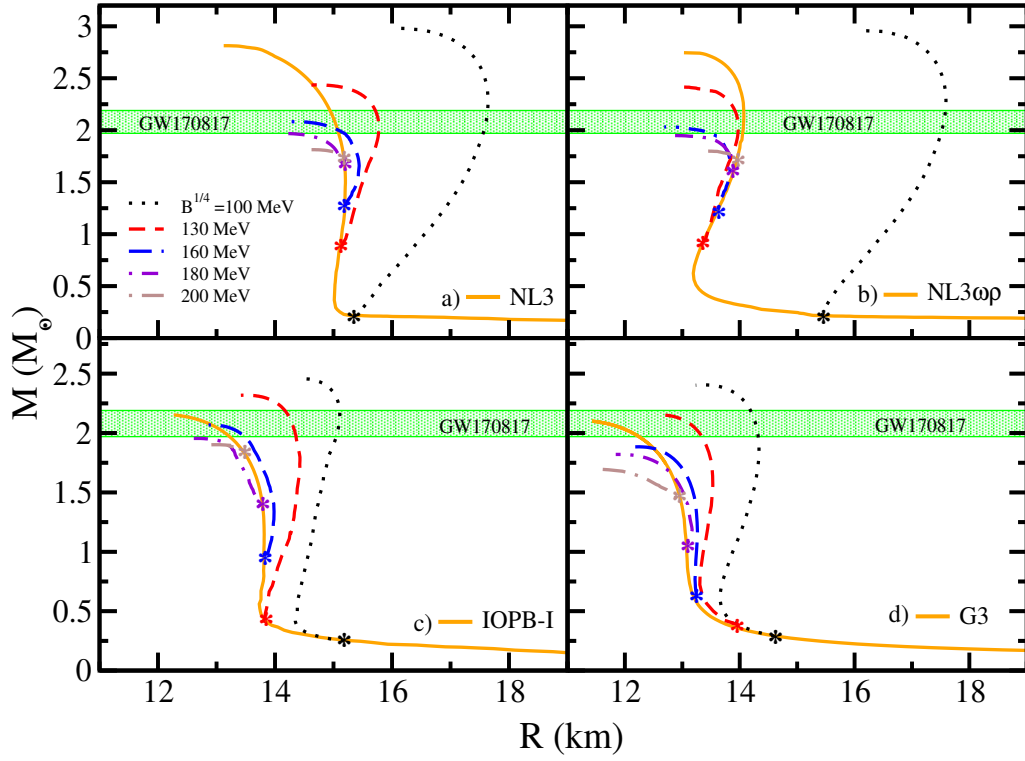 3
2.5
2
1.5
1
0.5
0
GW170817
B^{1/4} =100 MeV
130 MeV
160 MeV
180 MeV
200 MeV
a) NL3
GW170817
b) NL3ωρ
2.5
2
1.5
1
0.5
0
GW170817
c) IOPB-I
GW170817
d) G3
12 14 16 18
12 14 16 18
M (M_⊙)
R (km)